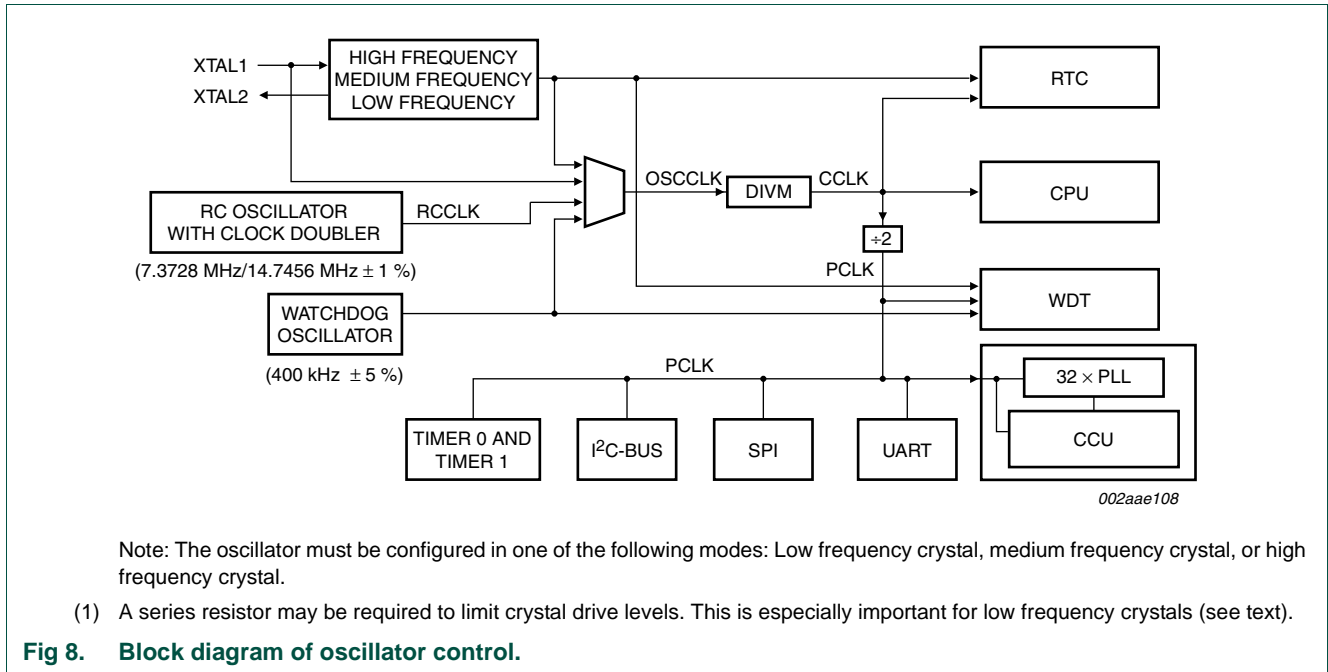 XTAL1
XTAL2
HIGH FREQUENCY
MEDIUM FREQUENCY
LOW FREQUENCY
RTC
RC OSCILLATOR
WITH CLOCK DOUBLER
RCCLK
(7.3728 MHz/14.7456 MHz ± 1 %)
OSCCLK
DIVM
CCLK
CPU
÷2
PCLK
WATCHDOG
OSCILLATOR
(400 kHz ± 5 %)
WDT
PCLK
TIMER 0 AND
TIMER 1
I²C-BUS
SPI
UART
32 × PLL
CCU
002aae108
Note: The oscillator must be configured in one of the following modes: Low frequency crystal, medium frequency crystal, or high
frequency crystal.
(1) A series resistor may be required to limit crystal drive levels. This is especially important for low frequency crystals (see text).
Fig 8. Block diagram of oscillator control.